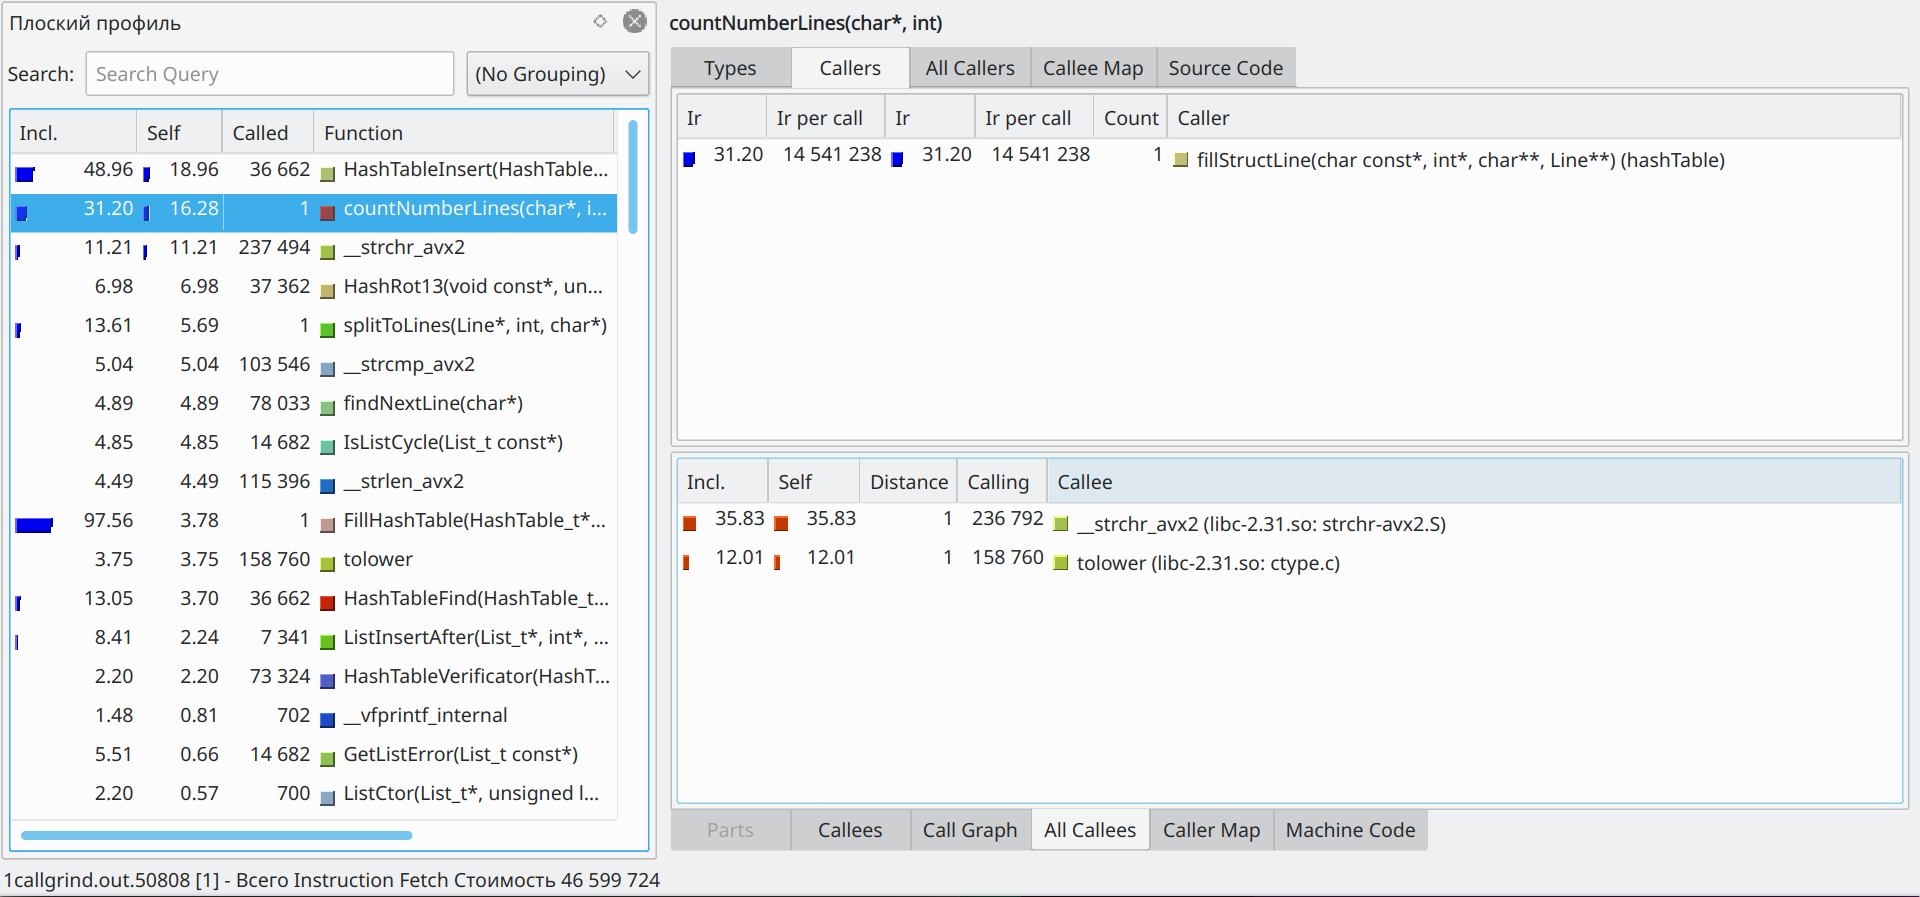 Плоский профиль
Search: Search Query (No Grouping)
Incl. Self Called Function
48.96 18.96 36 662 HashTableInsert(HashTable...
31.20 16.28 1 countNumberLines(char*, i...
11.21 11.21 237 494 __strchr_avx2
6.98 6.98 37 362 HashRot13(void const*, un...
13.61 5.69 1 splitToLines(Line*, int, char*)
5.04 5.04 103 546 __strcmp_avx2
4.89 4.89 78 033 findNextLine(char*)
4.85 4.85 14 682 IsListCycle(List_t const*)
4.49 4.49 115 396 __strlen_avx2
97.56 3.78 1 FillHashTable(HashTable_t*...
3.75 3.75 158 760 tolower
13.05 3.70 36 662 HashTableFind(HashTable_t...
8.41 2.24 7 341 ListInsertAfter(List_t*, int*, ...
2.20 2.20 73 324 HashTableVerificator(HashT...
1.48 0.81 702 __vfprintf_internal
5.51 0.66 14 682 GetListError(List_t const*)
2.20 0.57 700 ListCtor(List_t*, unsigned l...
countNumberLines(char*, int)
Types Callers All Callers Callee Map Source Code
Ir Ir per call Ir Ir per call Count Caller
31.20 14 541 238 31.20 14 541 238 1 fillStructLine(char const*, int*, char**, Line**) (hashTable)
Incl. Self Distance Calling Callee
35.83 35.83 1 236 792 __strchr_avx2 (libc-2.31.so: strchr-avx2.S)
12.01 12.01 1 158 760 tolower (libc-2.31.so: ctype.c)
Parts Callees Call Graph All Callees Caller Map Machine Code
1callgrind.out.50808 [1] - Всего Instruction Fetch Стоимость 46 599 724